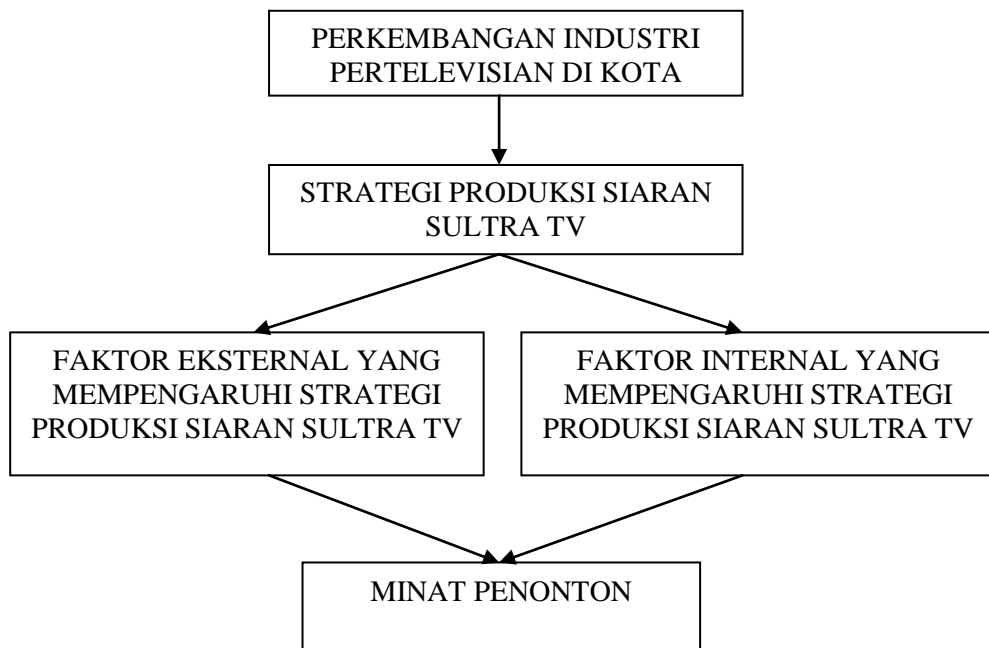 PERKEMBANGAN INDUSTRI
PERTELEVISIAN DI KOTA
STRATEGI PRODUKSI SIARAN
SULTRA TV
FAKTOR EKSTERNAL YANG
MEMPENGARUHI STRATEGI
PRODUKSI SIARAN SULTRA TV
FAKTOR INTERNAL YANG
MEMPENGARUHI STRATEGI
PRODUKSI SIARAN SULTRA TV
MINAT PENONTON